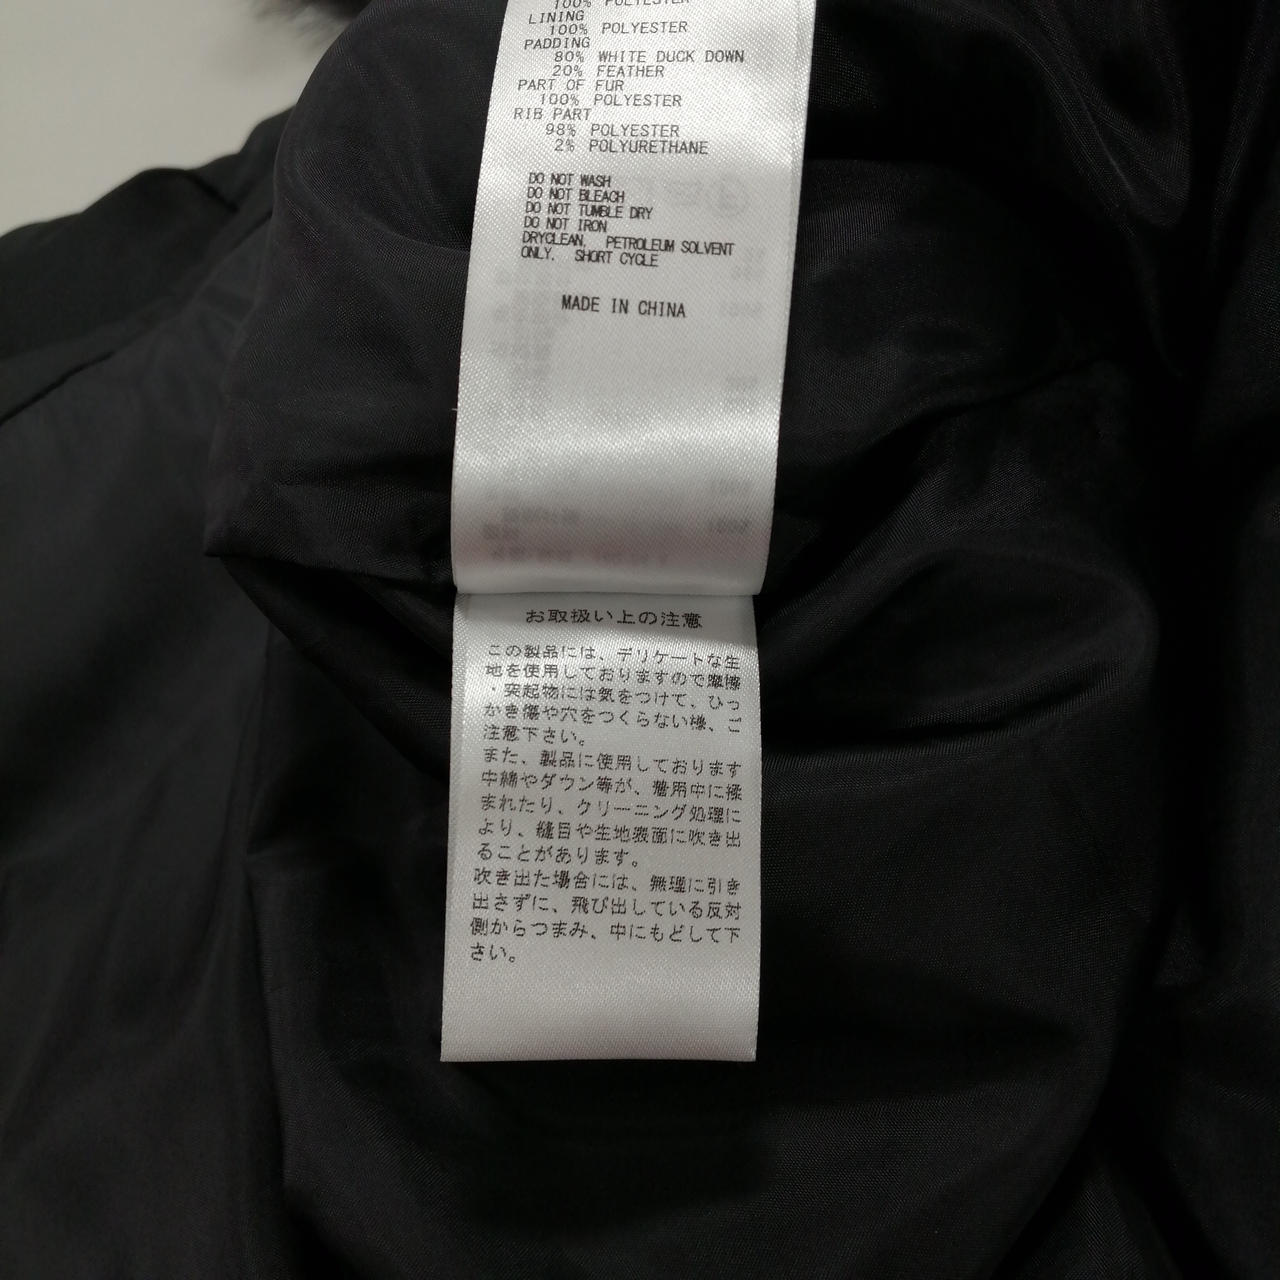 100% POLYESTER
LINING
100% POLYESTER
PADDING
80% WHITE DUCK DOWN
20% FEATHER
PART OF FUR
100% POLYESTER
RIB PART
98% POLYESTER
2% POLYURETHANE
DO NOT WASH
DO NOT BLEACH
DO NOT TUMBLE DRY
DO NOT IRON
DRYCLEAN, PETROLEUM SOLVENT
ONLY, SHORT CYCLE
MADE IN CHINA
お取扱い上の注意
この製品には、デリケートな生
地を使用しておりますので摩擦
・突起物には気をつけて、ひっ
かき傷や穴をつくらない様、ご
注意下さい。
また、製品に使用しております
中綿やダウン等が、着用中に揉
まれたり、クリーニング処理に
より、縫目や生地表面に吹き出
ることがあります。
吹き出た場合には、無理に引き
出さずに、飛び出している反対
側からつまみ、中にもどして下
さい。